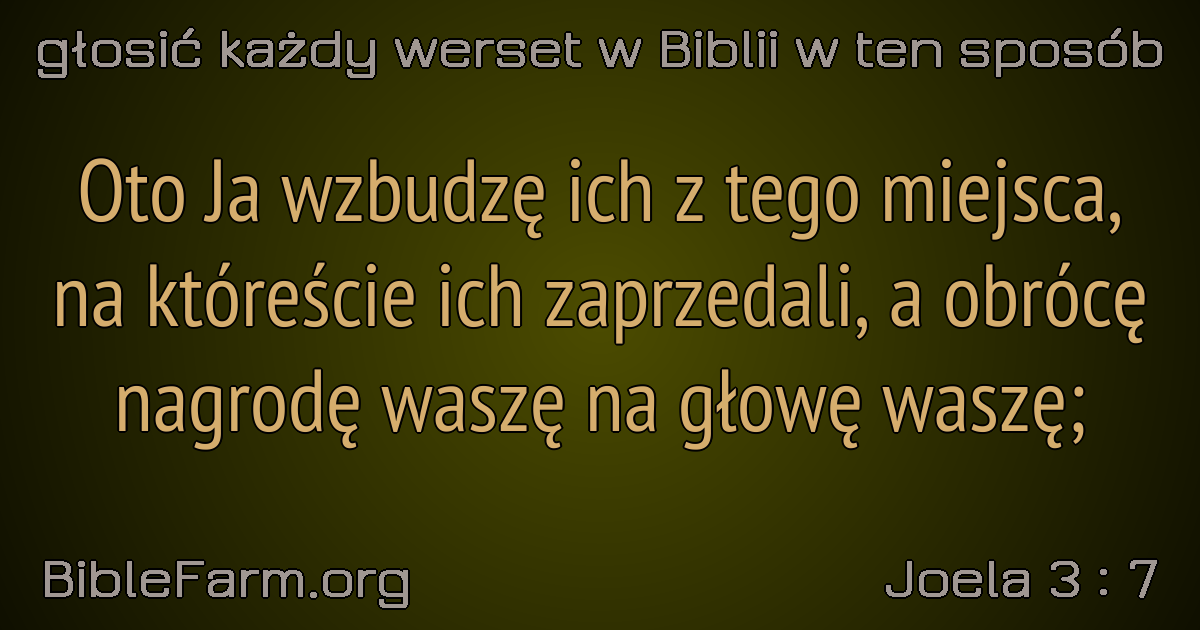 głosić każdy werset w Biblii w ten sposób
Oto Ja wzbudzę ich z tego miejsca,
na któreście ich zaprzedali, a obrócę
nagrodę waszę na głowę waszę;
BibleFarm.org
Joela 3 : 7